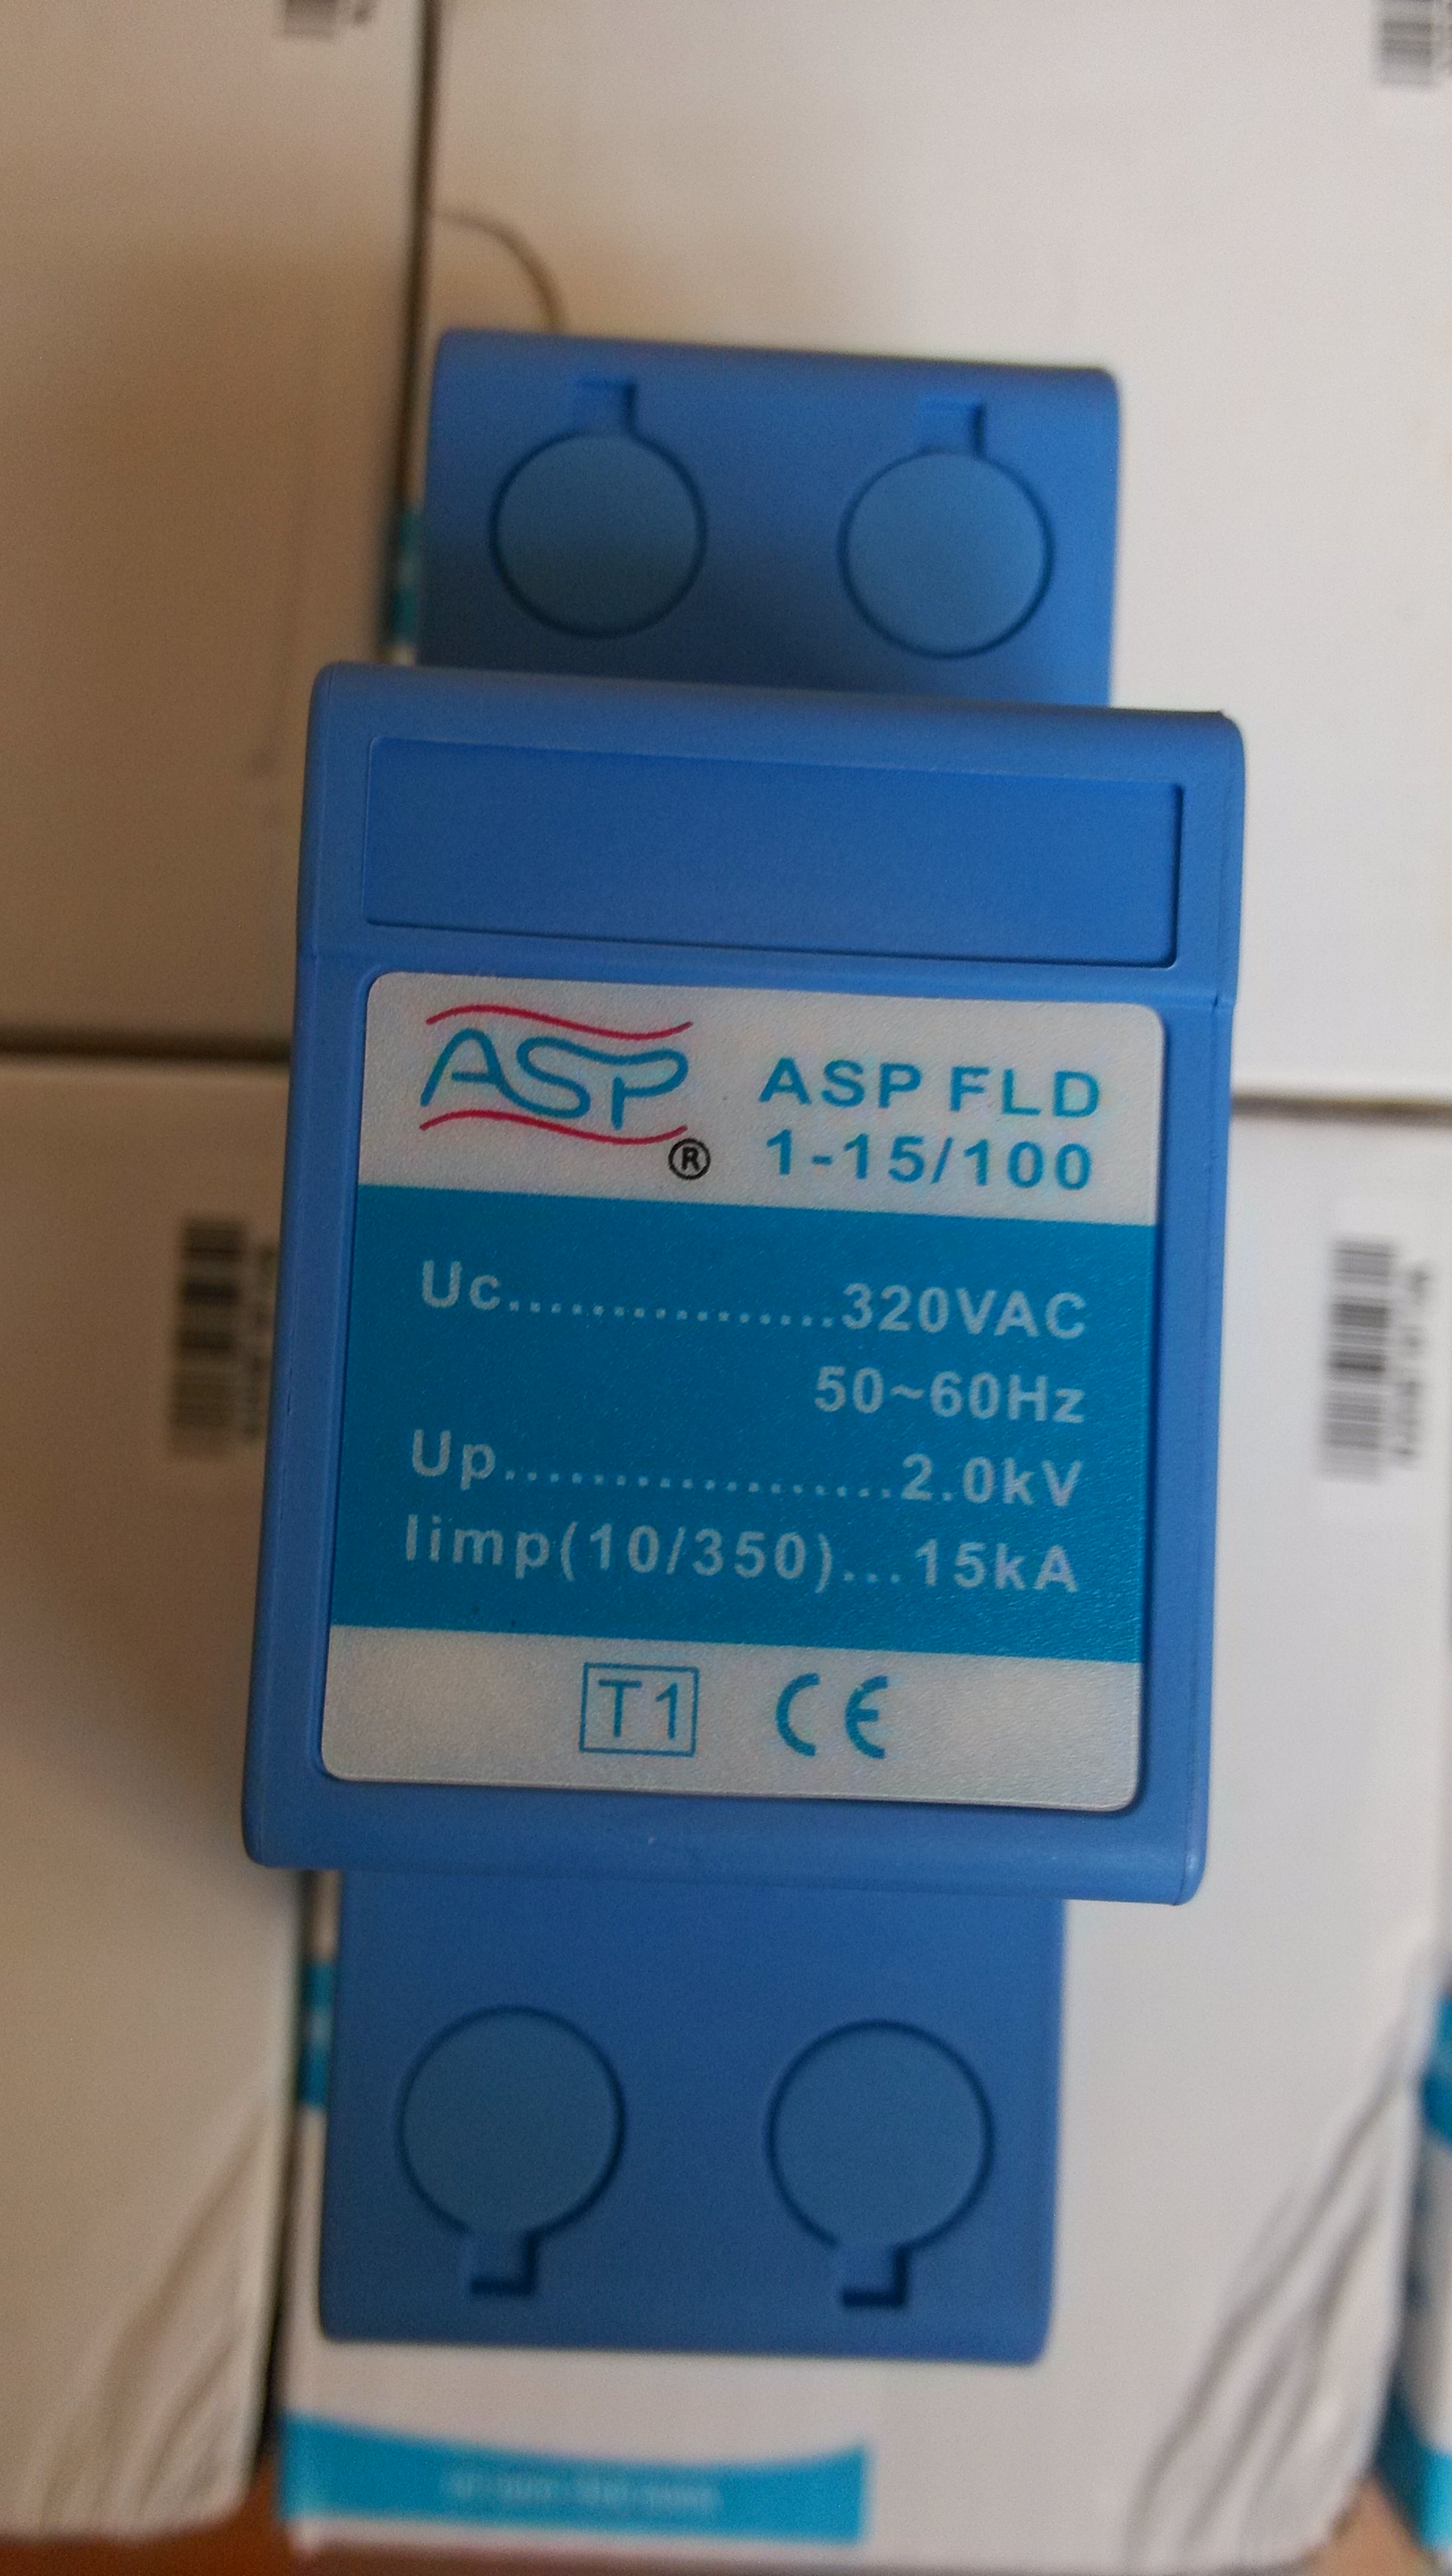 ASP ®
ASP FLD
1-15/100
Uc..................320VAC
50~60Hz
Up.....................2.0kV
Iimp(10/350)...15kA
T1 CE